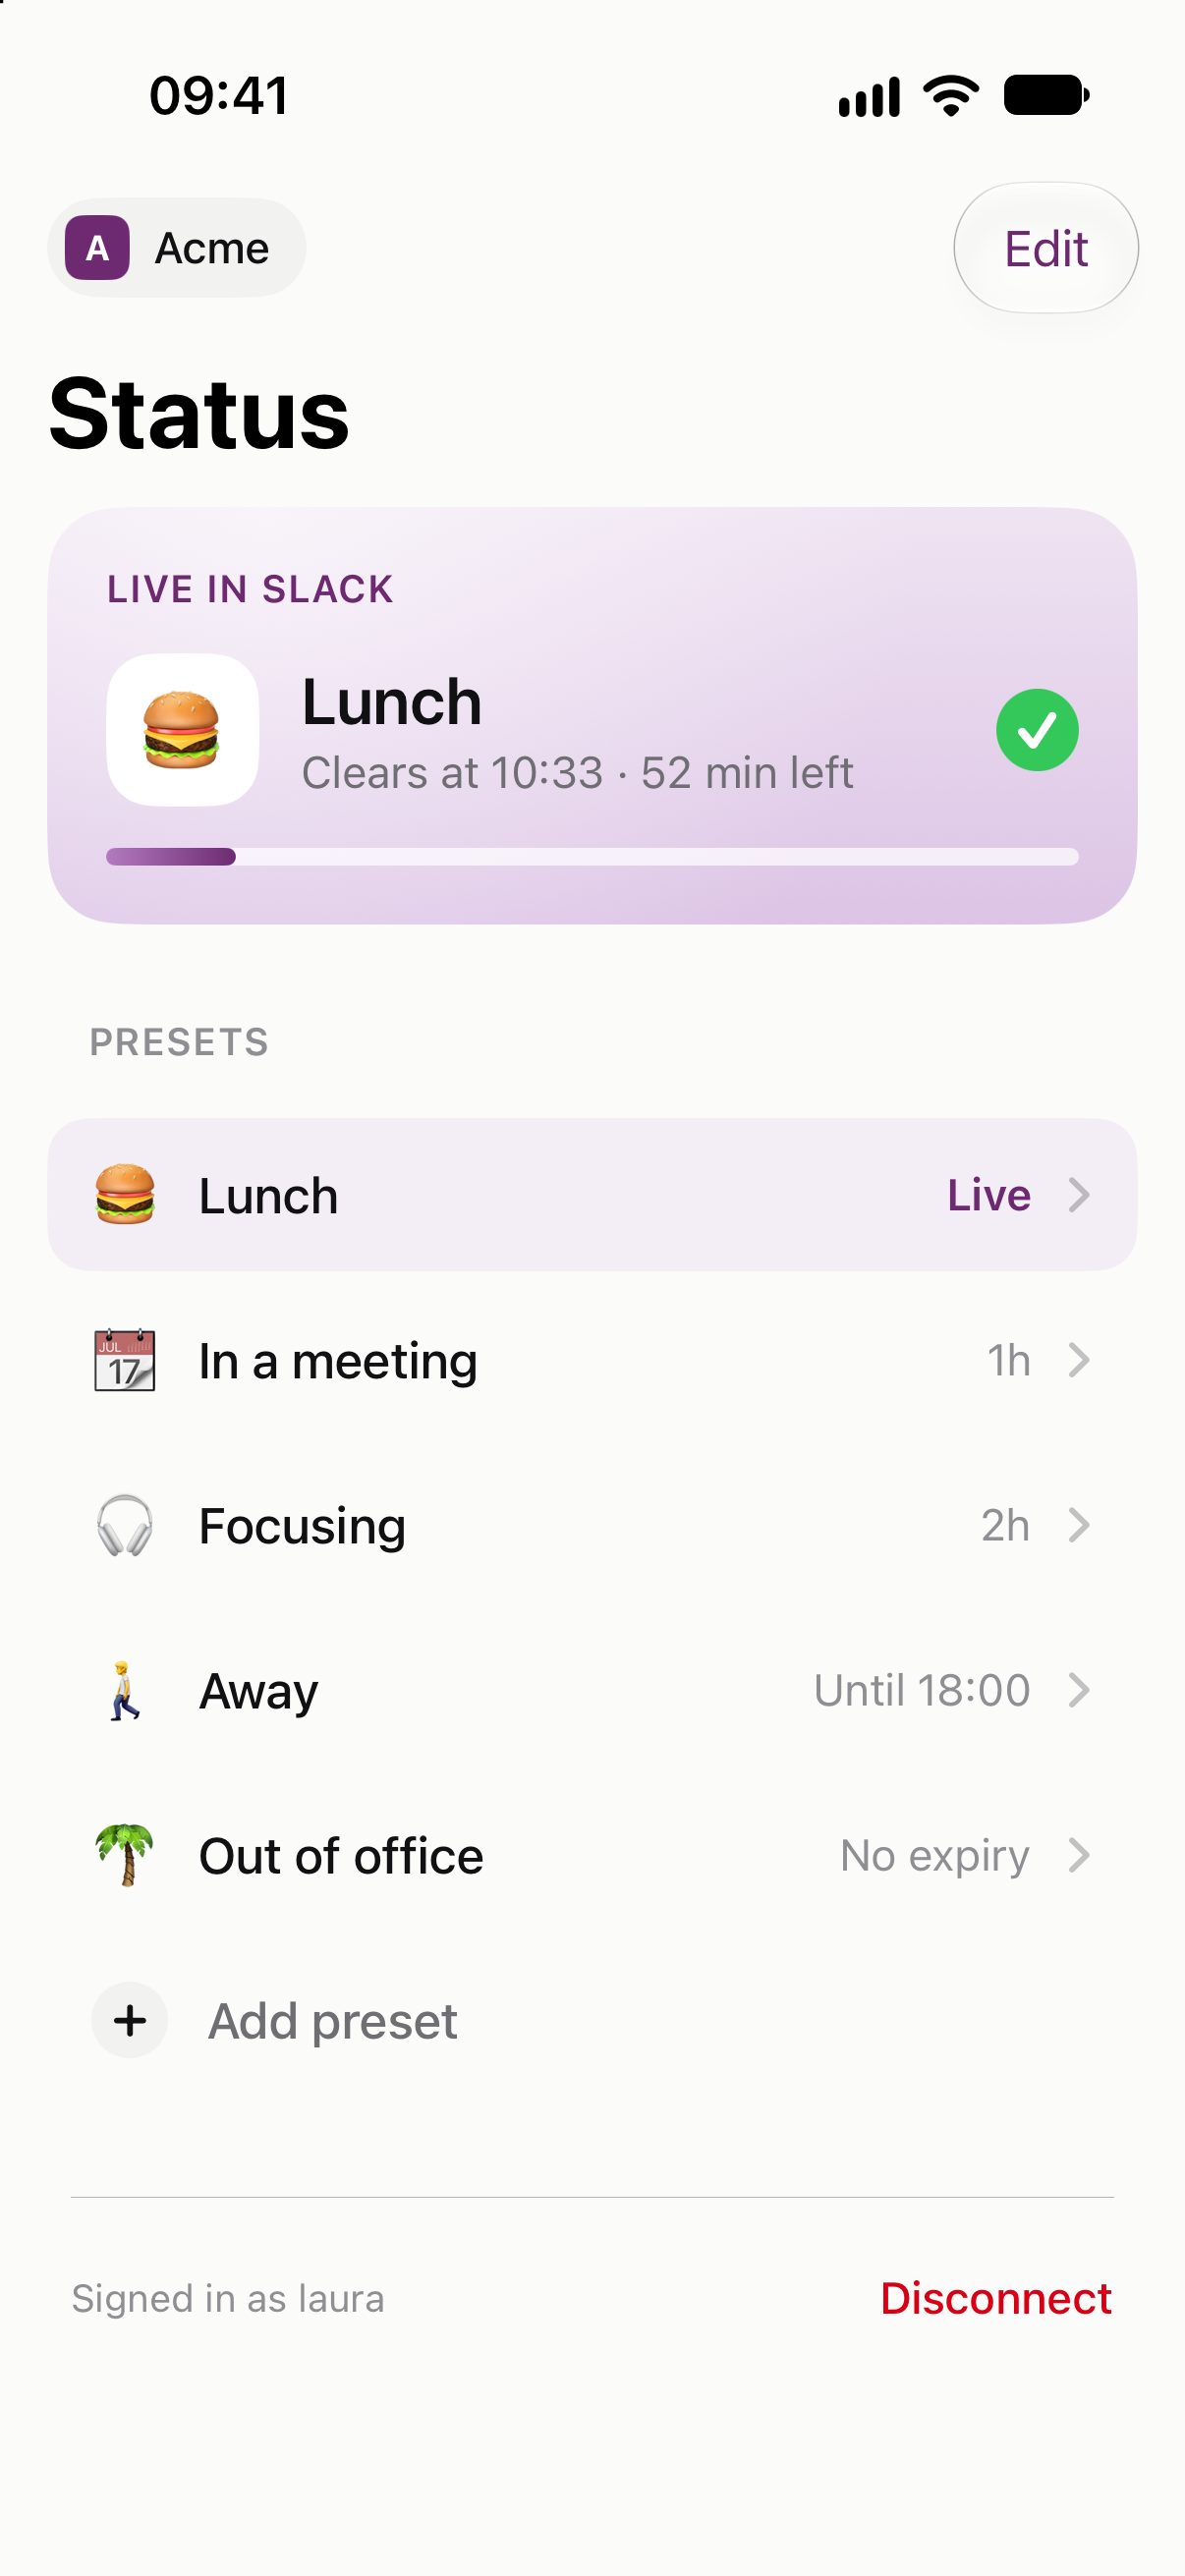 09:41
A Acme
Edit
Status
LIVE IN SLACK
Lunch
Clears at 10:33 · 52 min left
PRESETS
Lunch Live
JUL
17
In a meeting 1h
Focusing 2h
Away Until 18:00
Out of office No expiry
+ Add preset
Signed in as laura Disconnect